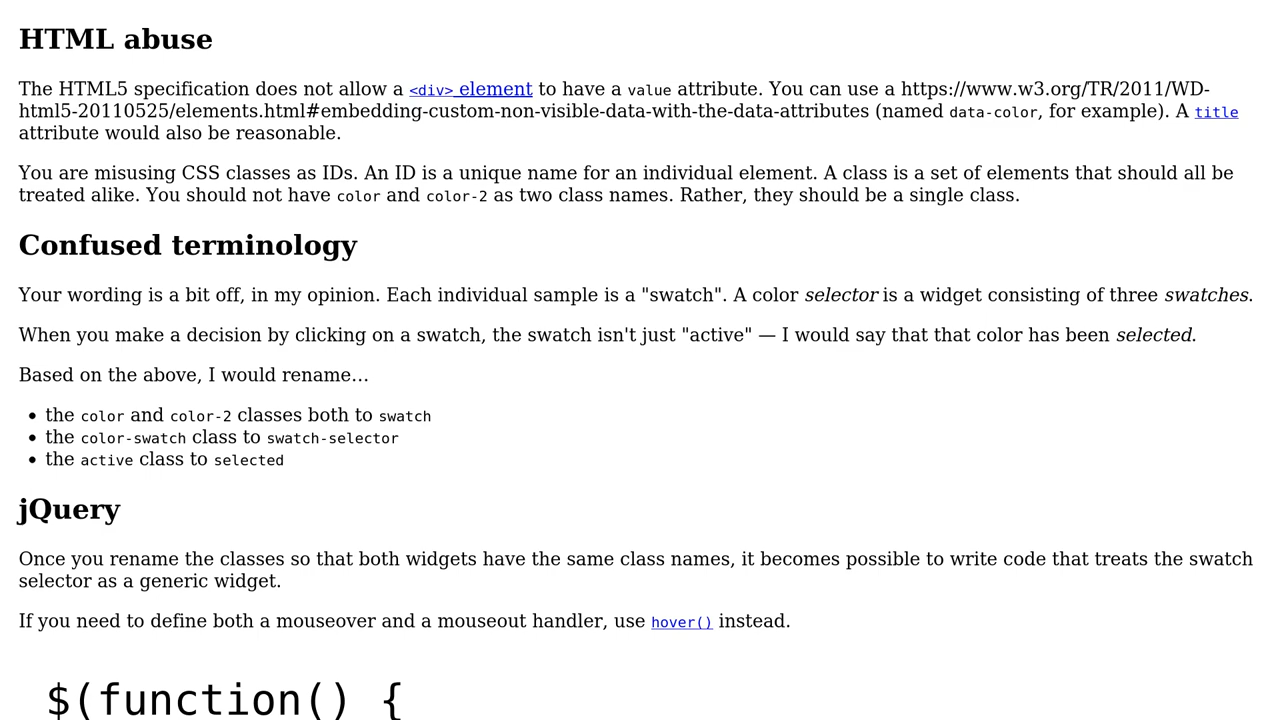 HTML abuse
The HTML5 specification does not allow a <div> element to have a value attribute. You can use a https://www.w3.org/TR/2011/WD-
html5-20110525/elements.html#embedding-custom-non-visible-data-with-the-data-attributes (named data-color, for example). A title
attribute would also be reasonable.
You are misusing CSS classes as IDs. An ID is a unique name for an individual element. A class is a set of elements that should all be
treated alike. You should not have color and color-2 as two class names. Rather, they should be a single class.
Confused terminology
Your wording is a bit off, in my opinion. Each individual sample is a "swatch". A color selector is a widget consisting of three swatches.
When you make a decision by clicking on a swatch, the swatch isn't just "active" — I would say that that color has been selected.
Based on the above, I would rename…
• the color and color-2 classes both to swatch
• the color-swatch class to swatch-selector
• the active class to selected
jQuery
Once you rename the classes so that both widgets have the same class names, it becomes possible to write code that treats the swatch
selector as a generic widget.
If you need to define both a mouseover and a mouseout handler, use hover() instead.
$(function() {